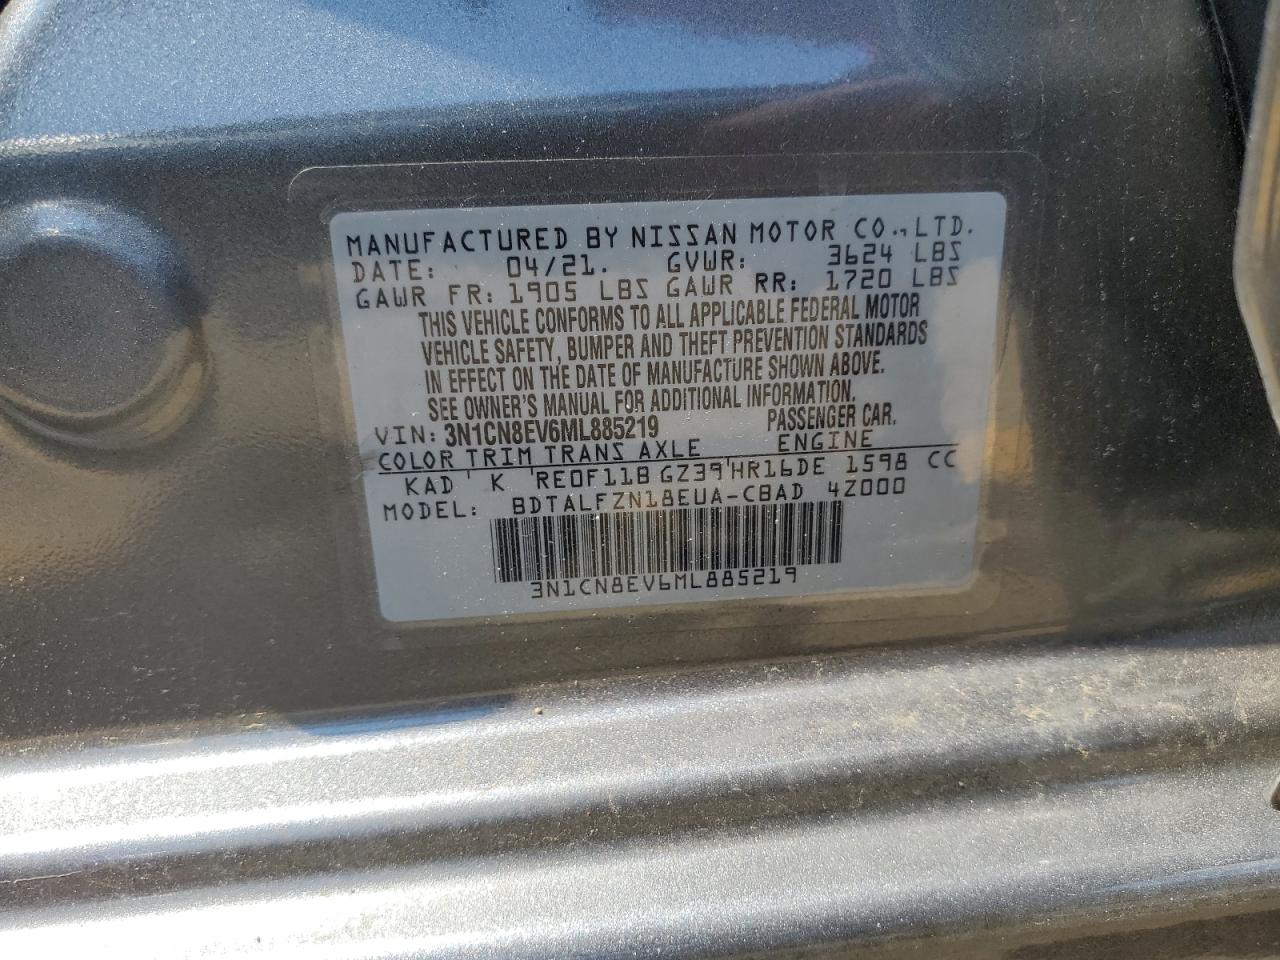 MANUFACTURED BY NISSAN MOTOR CO., LTD.
DATE: 04/21. GVWR: 3624 LBS
GAWR FR: 1905 LBS GAWR RR: 1720 LBS
THIS VEHICLE CONFORMS TO ALL APPLICABLE FEDERAL MOTOR
VEHICLE SAFETY, BUMPER AND THEFT PREVENTION STANDARDS
IN EFFECT ON THE DATE OF MANUFACTURE SHOWN ABOVE.
SEE OWNER'S MANUAL FOR ADDITIONAL INFORMATION.
VIN: 3N1CN8EV6ML885219 PASSENGER CAR.
COLOR TRIM TRANS AXLE ENGINE
KAD K RE0F11B GZ39 HR16DE 1598 CC
MODEL: BDTALFZN18EUA-CBAD 4Z000
3N1CN8EV6ML885219